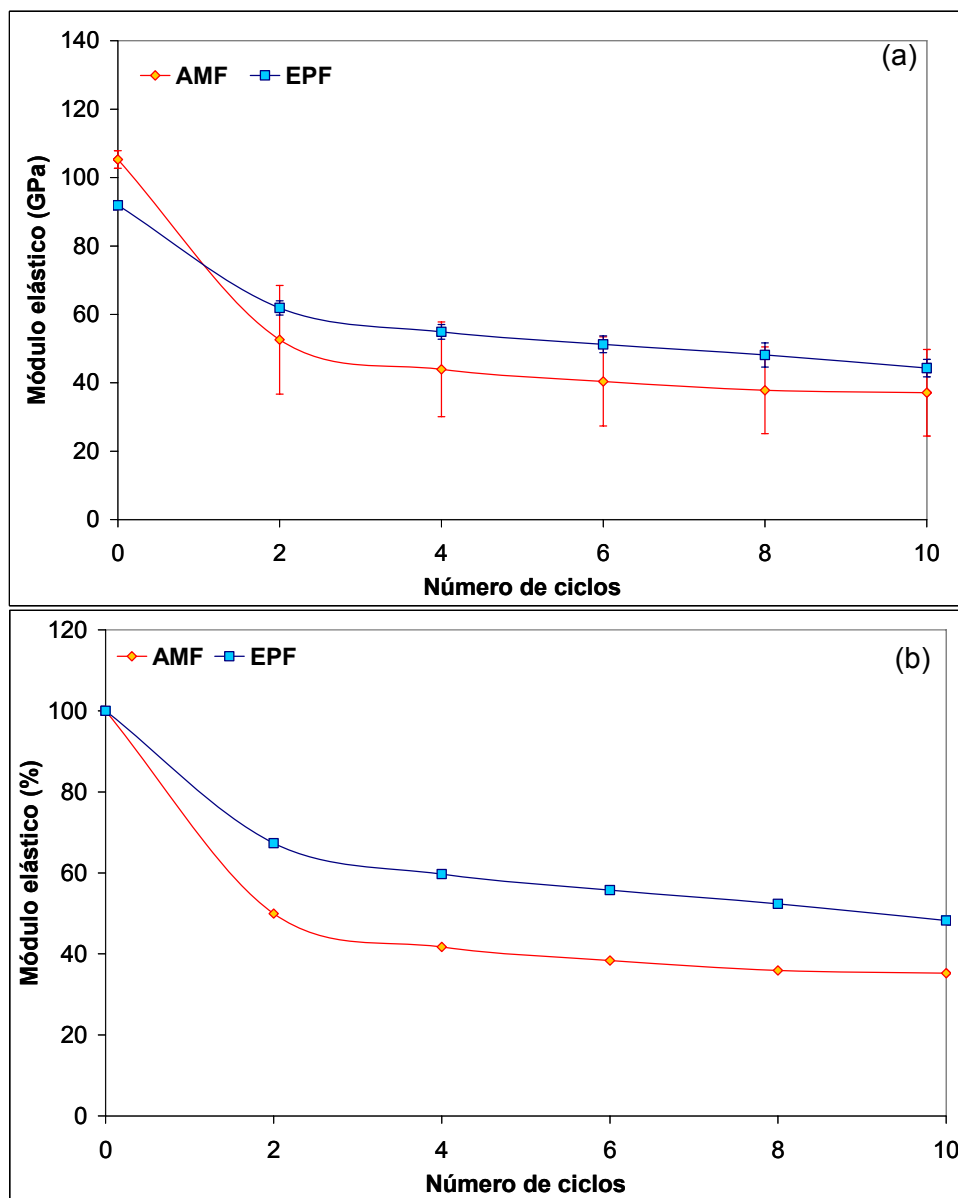 (a)
AMF EPF
140
120
100
80
60
40
20
0
Módulo elástico (GPa)
0 2 4 6 8 10
Número de ciclos
(b)
AMF EPF
120
100
80
60
40
20
0
Módulo elástico (%)
0 2 4 6 8 10
Número de ciclos